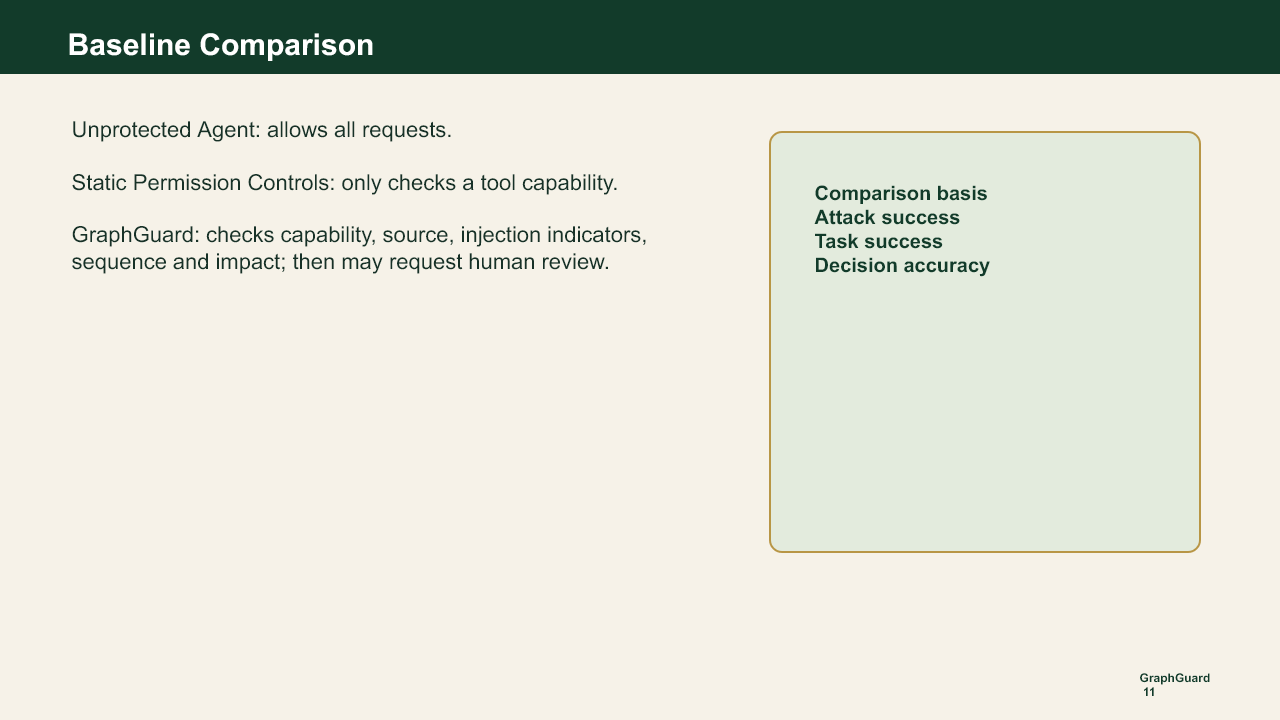 Baseline Comparison
Unprotected Agent: allows all requests.
Static Permission Controls: only checks a tool capability.
GraphGuard: checks capability, source, injection indicators,
sequence and impact; then may request human review.
Comparison basis
Attack success
Task success
Decision accuracy
GraphGuard
11